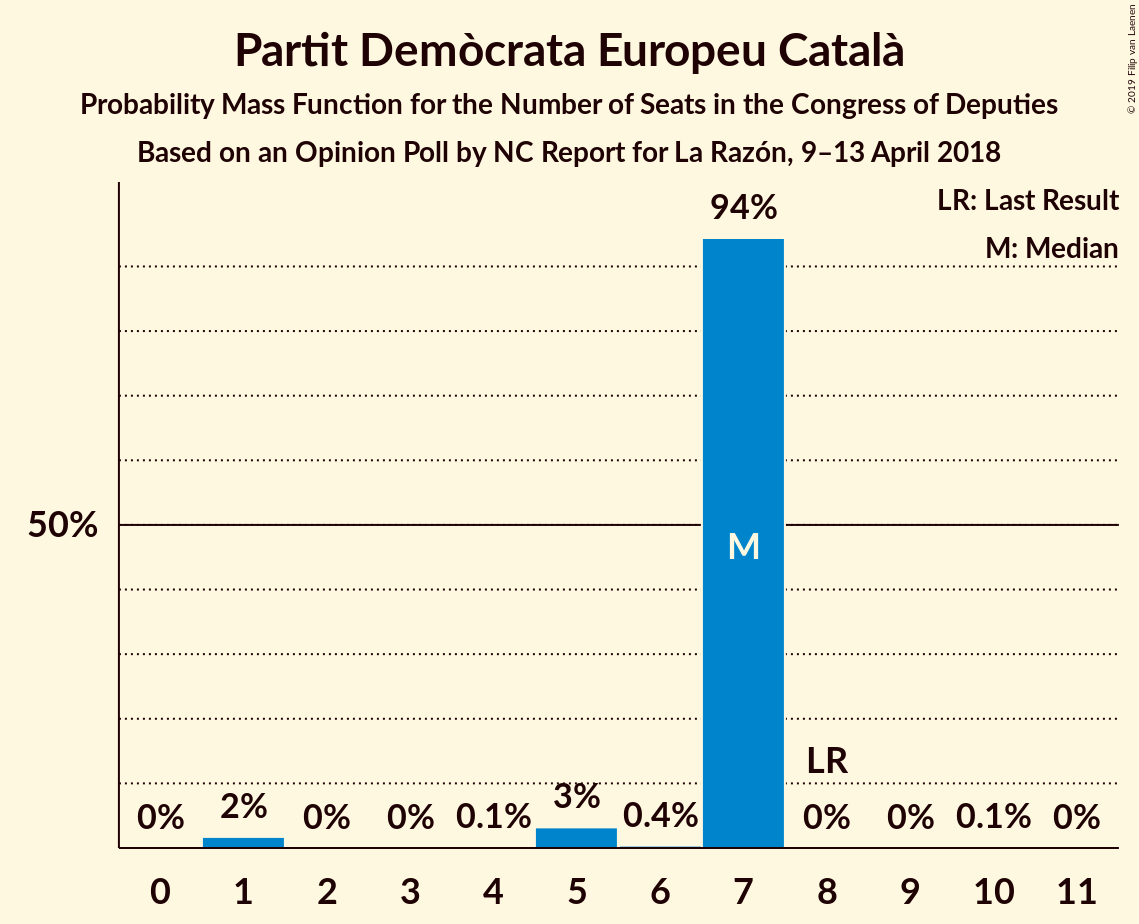 Partit Demòcrata Europeu Català
Probability Mass Function for the Number of Seats in the Congress of Deputies
Based on an Opinion Poll by NC Report for La Razón, 9–13 April 2018
© 2019 Filip van Laenen
LR: Last Result
M: Median
94%
50%
M
LR
0% 2% 0% 0% 0.1% 3% 0.4% 0% 0% 0.1% 0%
0 1 2 3 4 5 6 7 8 9 10 11